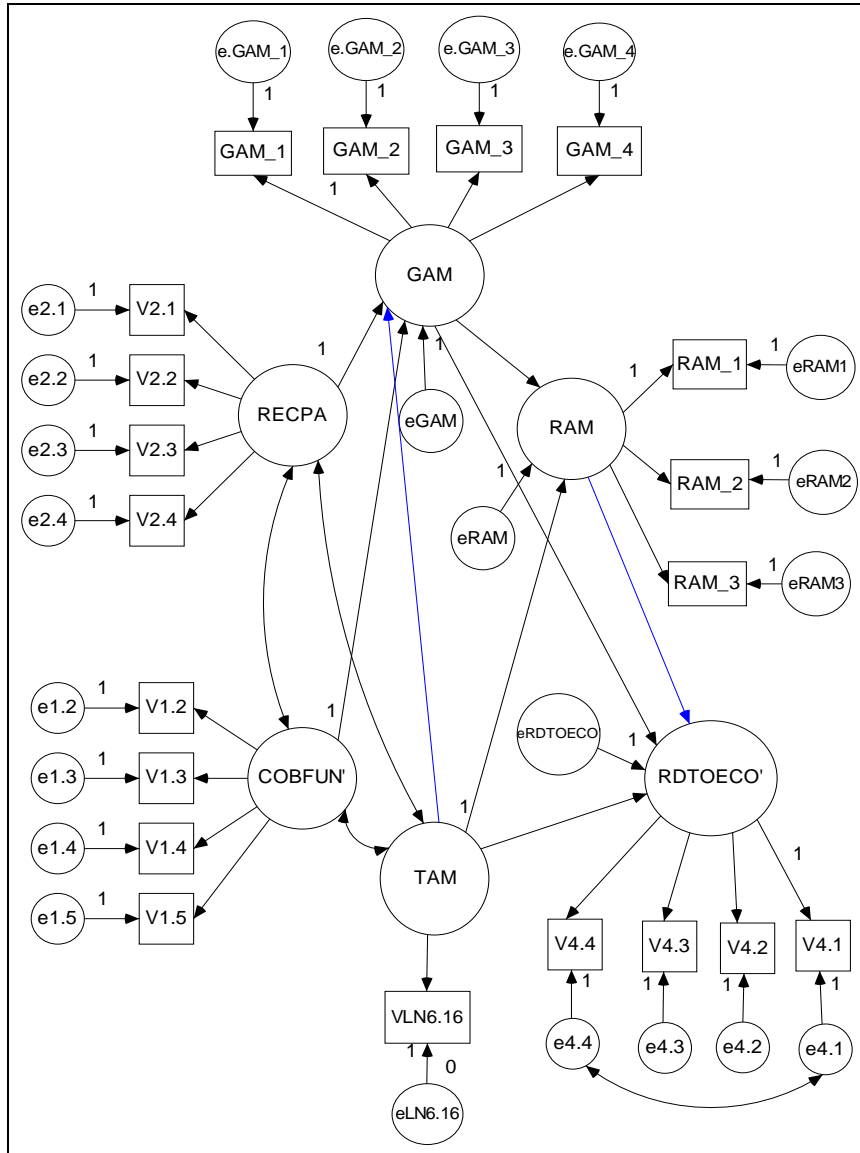 e.GAM_1 e.GAM_2 e.GAM_3 e.GAM_4
1 1 1 1
GAM_1 GAM_2 GAM_3 GAM_4
1
GAM
e2.1 1 V2.1
1 1
e2.2 1 V2.2
RECPA
eGAM
RAM
1 RAM_1 1 eRAM1
e2.3 1 V2.3
e2.4 1 V2.4
1
RAM_2 1 eRAM2
eRAM
RAM_3 1 eRAM3
e1.2 1 V1.2
1
e1.3 1 V1.3
COBFUN'
eRDTOECO 1
RDTOECO'
e1.4 1 V1.4
1
TAM
1
e1.5 1 V1.5
V4.4 V4.3 V4.2 V4.1
1 1 1 1
VLN6.16
1 0
e4.4 e4.3 e4.2 e4.1
eLN6.16